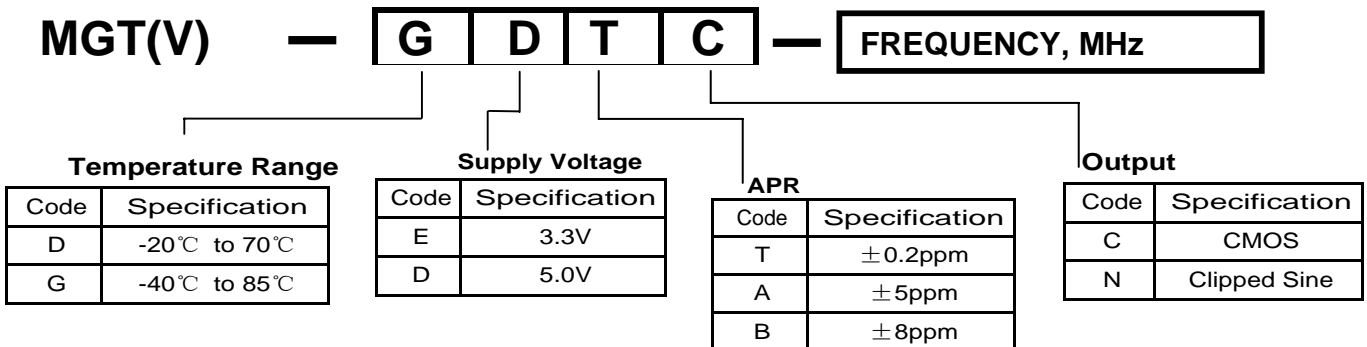 MGT(V) — G D T C — FREQUENCY, MHz
Temperature Range
Code Specification
D -20℃ to 70℃
G -40℃ to 85℃
Supply Voltage
Code Specification
E 3.3V
D 5.0V
APR
Code Specification
T ±0.2ppm
A ±5ppm
B ±8ppm
Output
Code Specification
C CMOS
N Clipped Sine